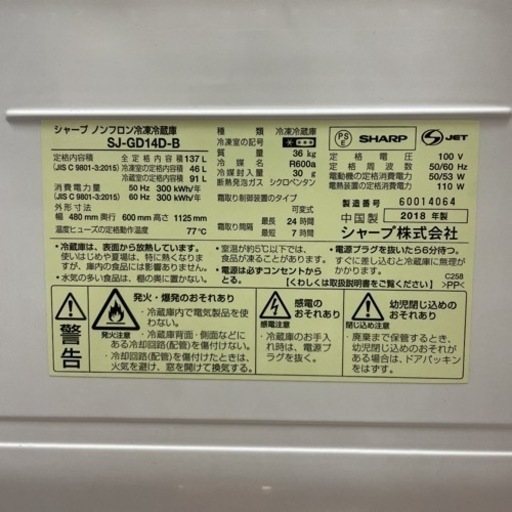 シャープ ノンフロン冷凍冷蔵庫
SJ-GD14D-B
定格内容積 全定格内容積 137 L
(JIS C 9801-3:2015) 冷凍室の定格内容積 46 L
冷蔵室の定格内容積 91 L
消費電力量 50 Hz 300 kWh/年
(JIS C 9801-3:2015) 60 Hz 300 kWh/年
外形寸法
幅 480 mm 奥行 600 mm 高さ 1125 mm
温度ヒューズの定格動作温度 77℃
種類 冷凍冷蔵庫
冷凍室の記号
質量 36 kg
冷媒 R600a
冷媒封入量 30 g
断熱発泡ガス シクロペンタン
霜取り制御装置のタイプ
可変式
霜取り間隔 最長 24 時間
最短 7 時間
PSE SHARP S JET
定格電圧 100 V
定格周波数 50/60 Hz
電動機の定格消費電力 50/53 W
電熱装置の定格消費電力 110 W
製造番号 60014064
中国製 2018 年製
シャープ株式会社
・冷蔵庫は、表面から放熱しています。
使いはじめや夏場は、特に熱くなりま
すが、庫内の食品には影響ありません。
・水気の多い食品は、棚の奥に置かない。
・室温が約5℃以下では、食品が凍ること
があります。
・電源は必ずコンセントから
とる。
・電源プラグを抜いたら6分待つ。
すぐに差し込むと冷蔵庫に無理が
かかります。
【くわしくは取扱説明書をご覧ください】
C258
>PP<
警告
発火・爆発のおそれあり
発火注意
・冷蔵庫内で電気製品を使
わない。
・冷蔵庫背面・側面などに
ある冷却回路(配管)を傷付けない。
・冷却回路(配管)を傷付けたときは、
火気を避け、窓を開けて換気する。
感電の
おそれあり
感電注意
・冷蔵庫のお手入
れ時は、電源プ
ラグを抜く。
幼児閉じ込めの
おそれあり
閉じ込め注意
・廃棄まで保管するとき、
幼児閉じ込めのおそれが
ある場合は、ドアパッキン
をはずす。